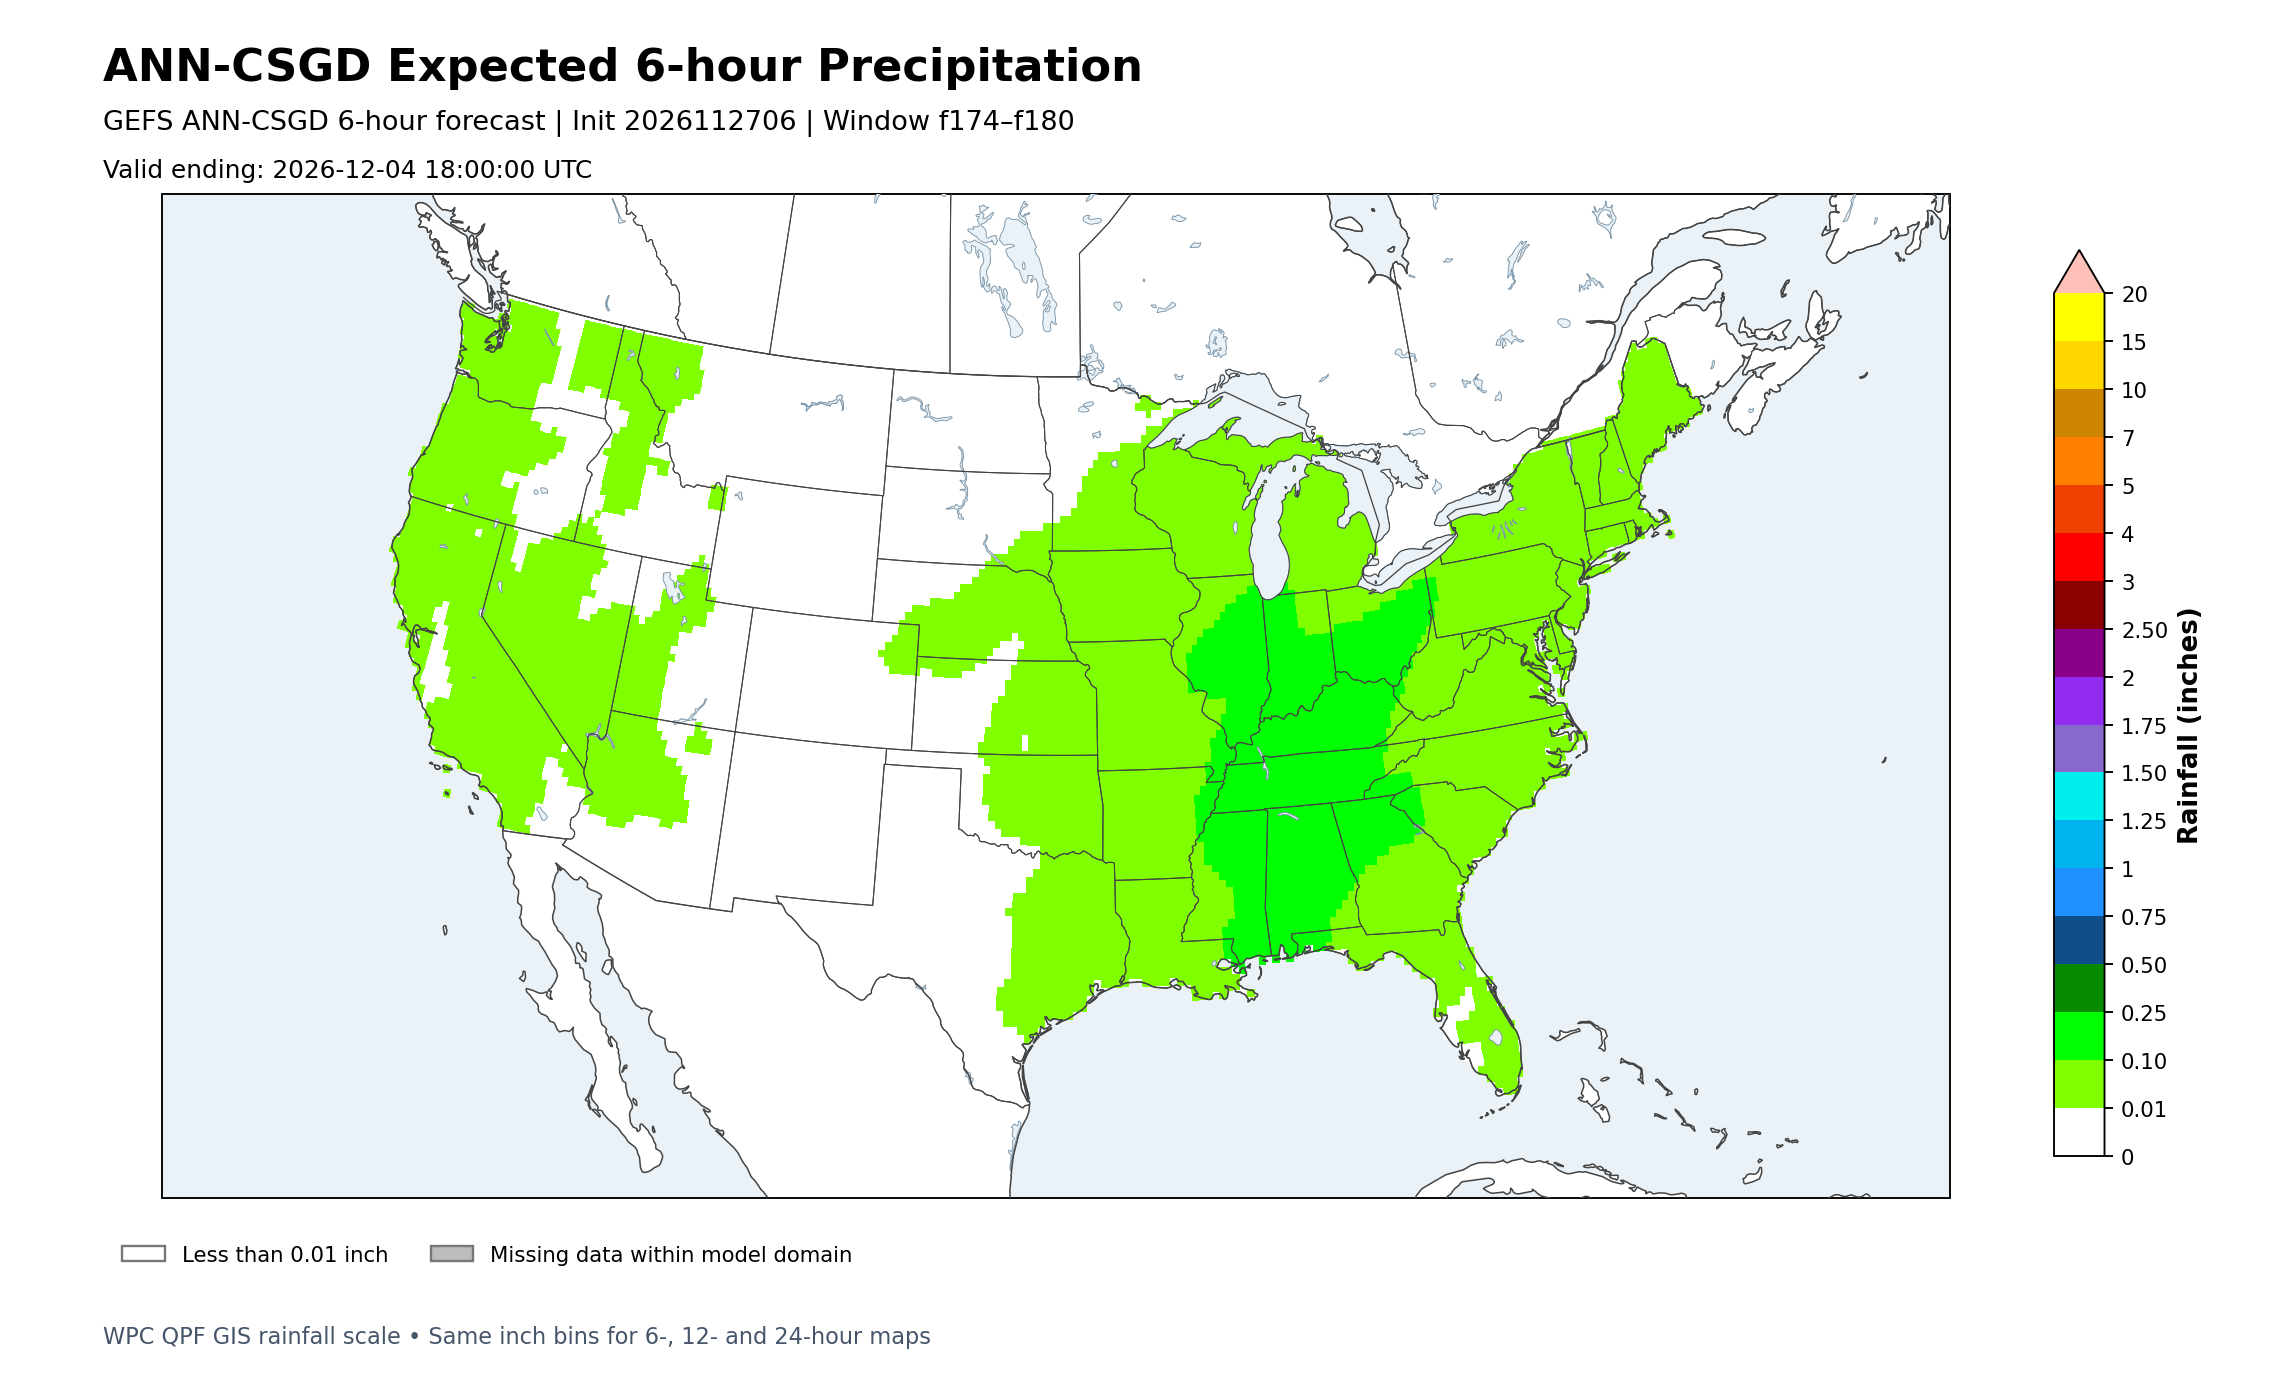 ANN-CSGD Expected 6-hour Precipitation
GEFS ANN-CSGD 6-hour forecast | Init 2026112706 | Window f174–f180
Valid ending: 2026-12-04 18:00:00 UTC
20
15
10
7
5
4
3
2.50
2
1.75
1.50
1.25
1
0.75
0.50
0.25
0.10
0.01
0
Rainfall (inches)
Less than 0.01 inch
Missing data within model domain
WPC QPF GIS rainfall scale • Same inch bins for 6-, 12- and 24-hour maps